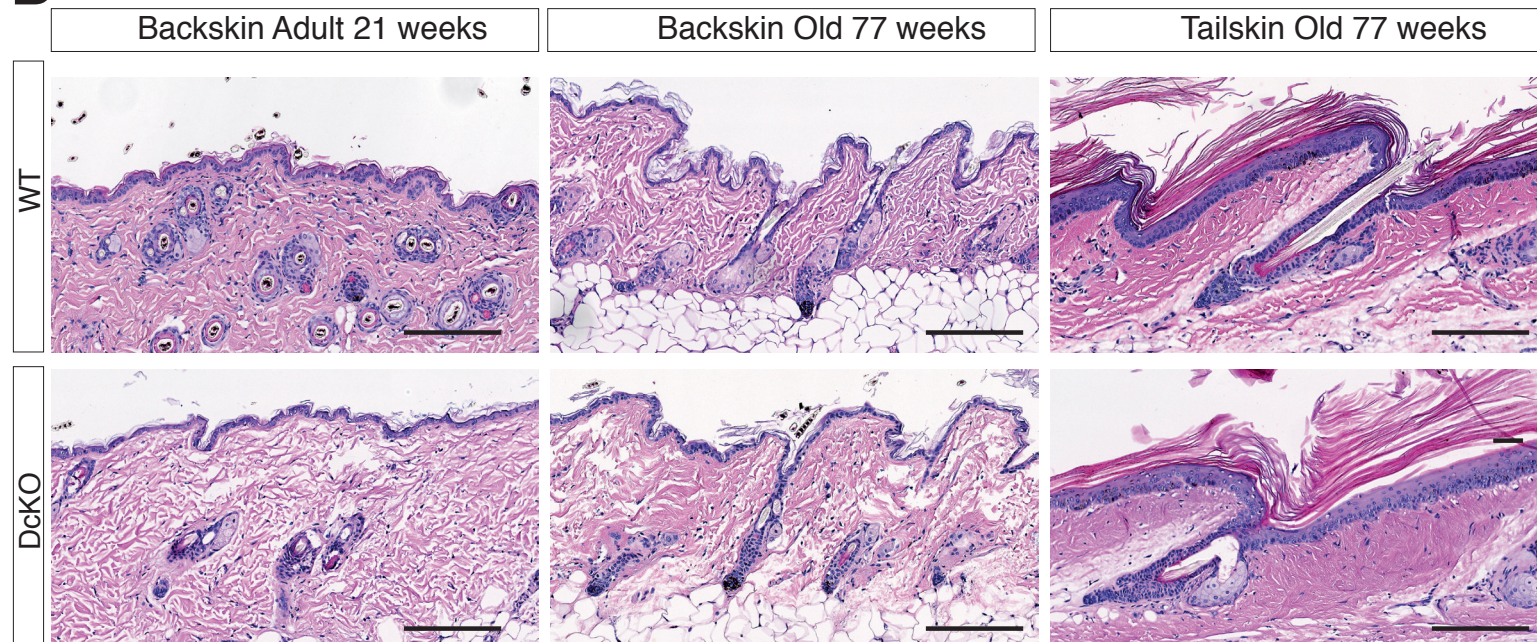 Backskin Adult 21 weeks
Backskin Old 77 weeks
Tailskin Old 77 weeks
WT
DcKO